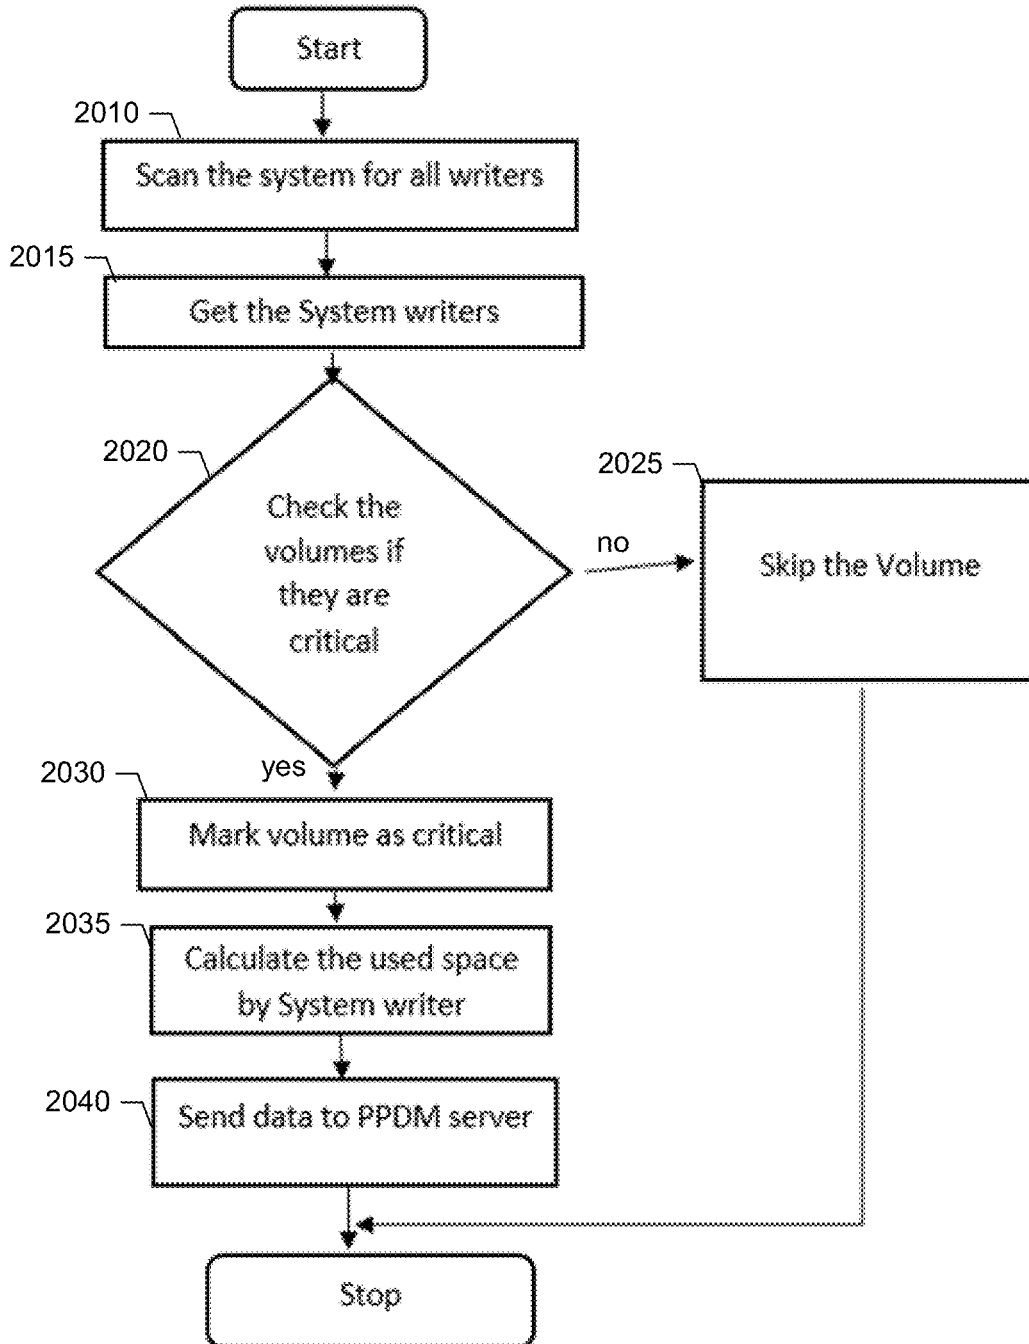 Start
2010
Scan the system for all writers
2015
Get the System writers
2020
Check the
volumes if
they are
critical
no
2025
Skip the Volume
yes
2030
Mark volume as critical
2035
Calculate the used space
by System writer
2040
Send data to PPDM server
Stop